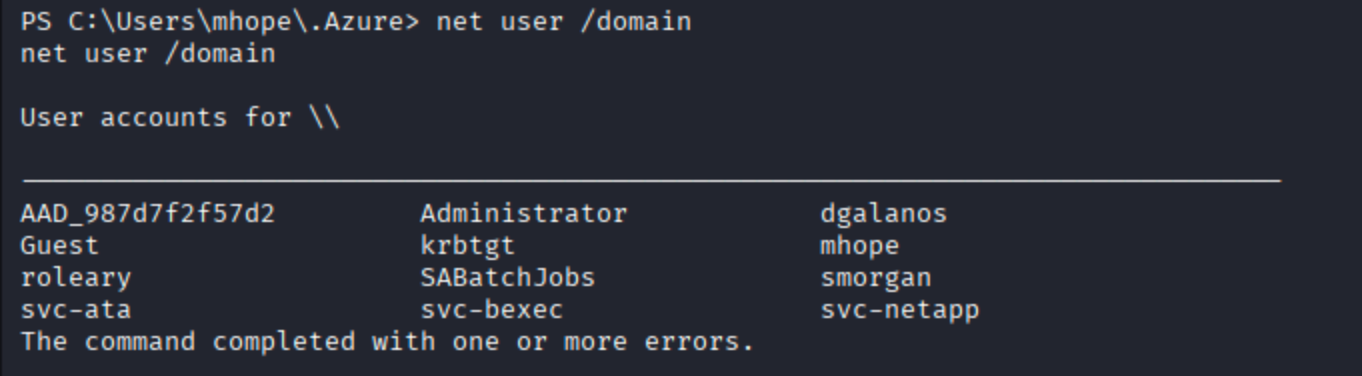 PS C:\Users\mhope\.Azure> net user /domain
net user /domain
User accounts for \\
AAD_987d7f2f57d2 Administrator dgalanos
Guest krbtgt mhope
roleary SABatchJobs smorgan
svc-ata svc-bexec svc-netapp
The command completed with one or more errors.